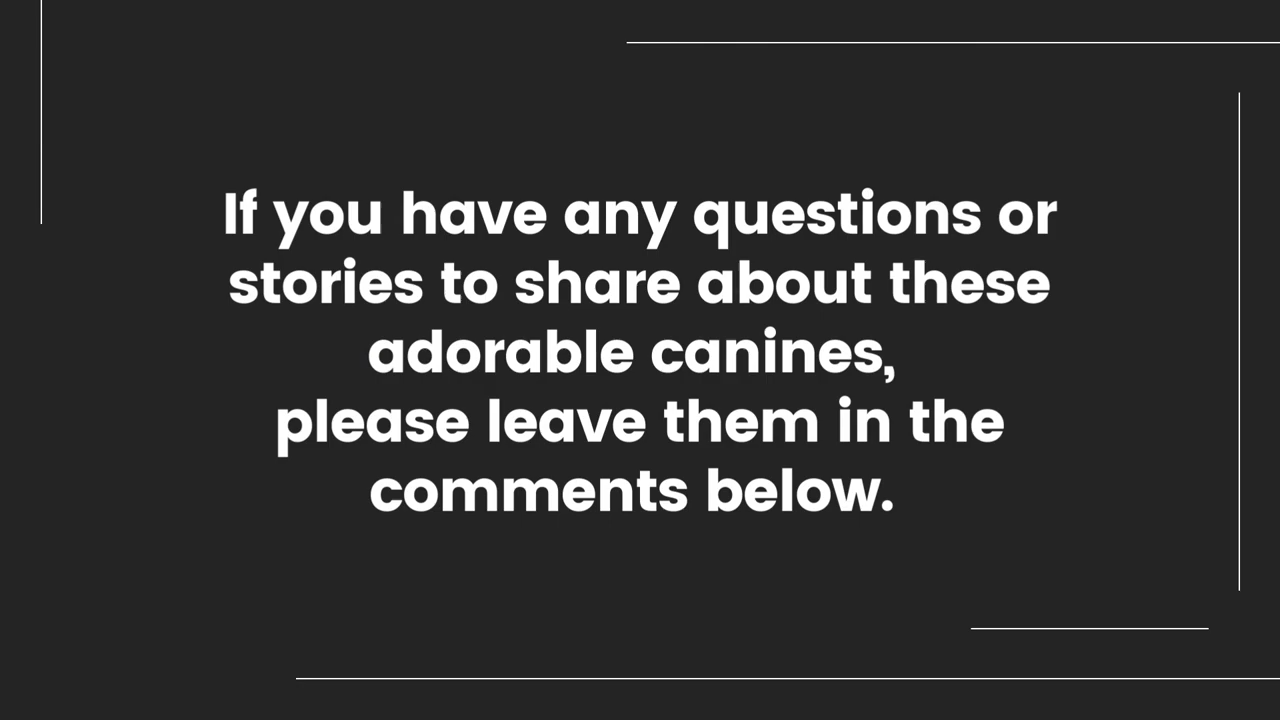 If you have any questions or
stories to share about these
adorable canines,
please leave them in the
comments below.